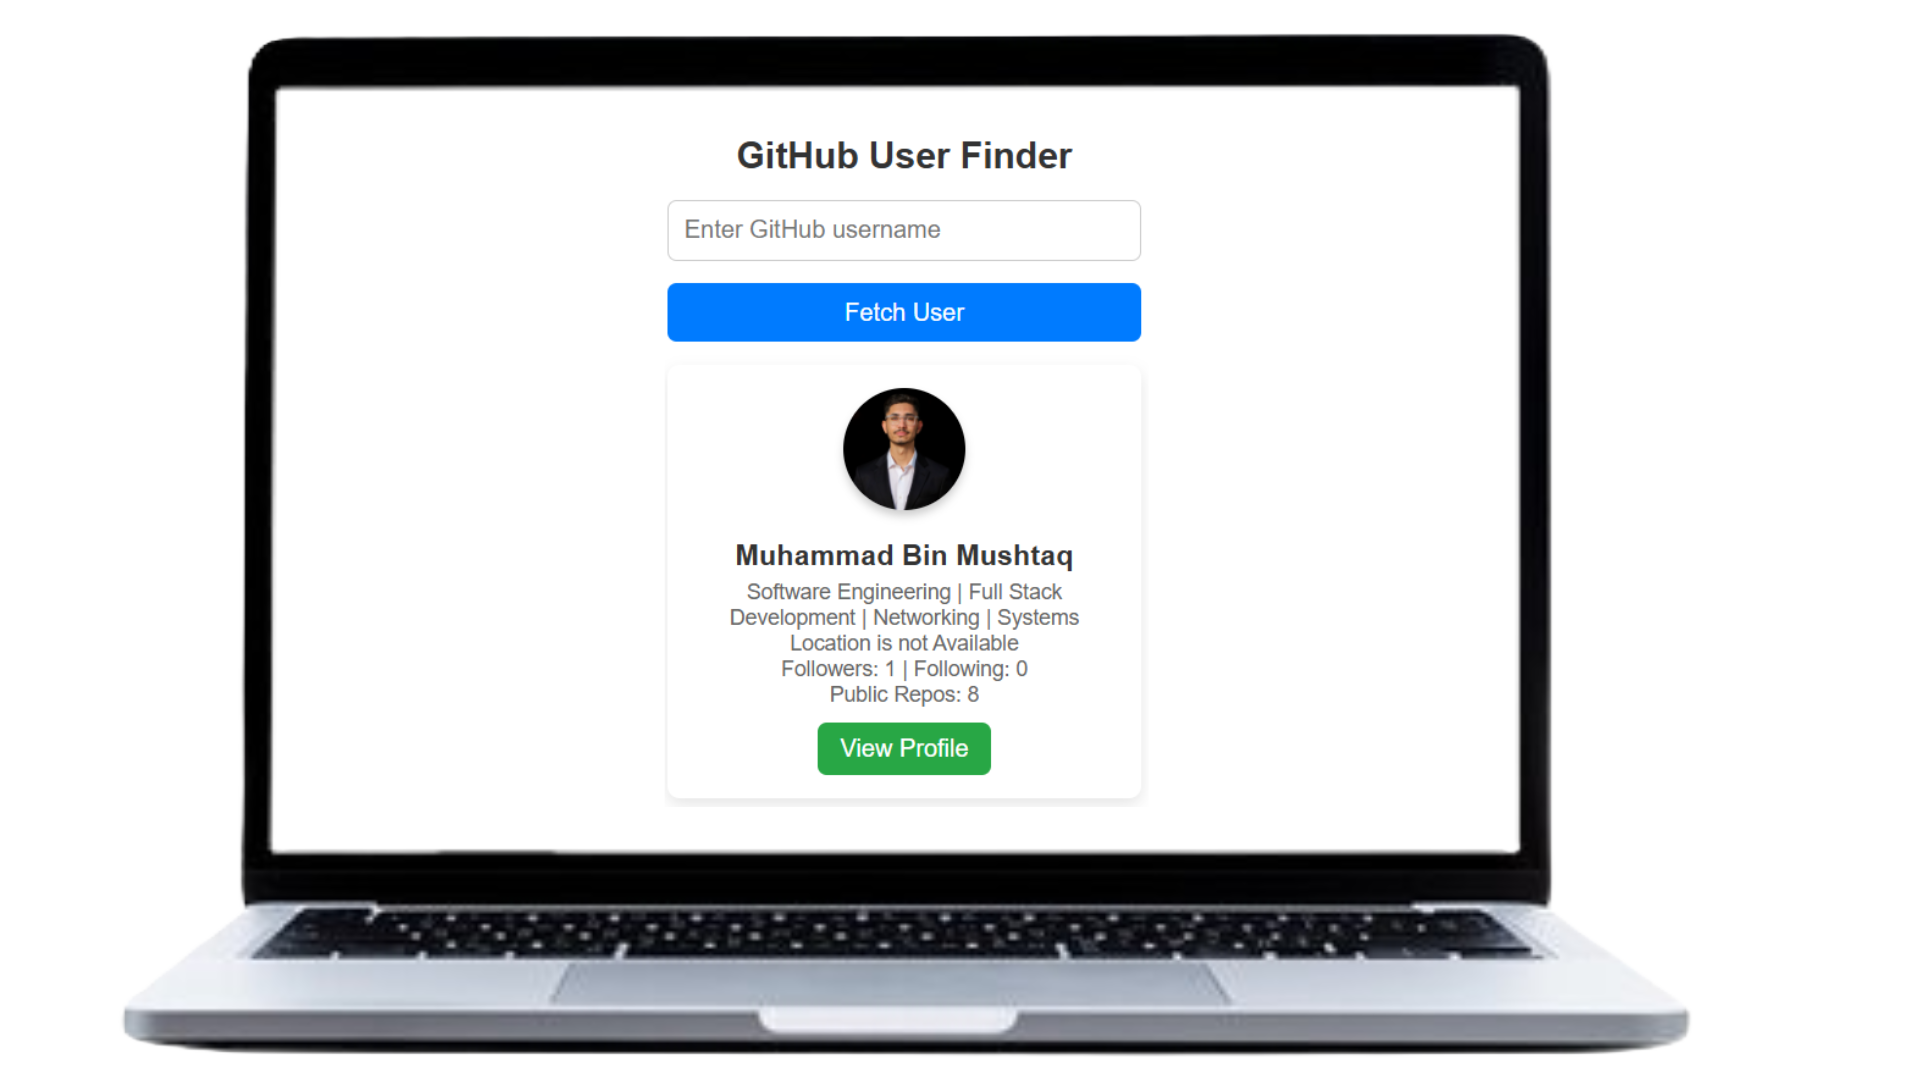 GitHub User Finder
Enter GitHub username
Fetch User
Muhammad Bin Mushtaq
Software Engineering | Full Stack
Development | Networking | Systems
Location is not Available
Followers: 1 | Following: 0
Public Repos: 8
View Profile